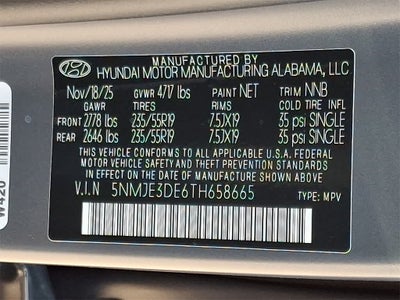 MANUFACTURED BY
HYUNDAI MOTOR MANUFACTURING ALABAMA, LLC
Nov/18/25 GVWR 4717 lbs PAINT NET TRIM NNB
GAWR TIRES RIMS COLD TIRE INFL
FRONT 2778 lbs 235/55R19 7.5JX19 35 psi SINGLE
REAR 2646 lbs 235/55R19 7.5JX19 35 psi SINGLE
THIS VEHICLE CONFORMS TO ALL APPLICABLE U.S.A. FEDERAL MOTOR
VEHICLE SAFETY AND THEFT PREVENTION STANDARDS
IN EFFECT ON THE DATE OF MANUFACTURE SHOWN ABOVE.
V.I.N 5NMJE3DE6TH658665 TYPE: MPV
W420